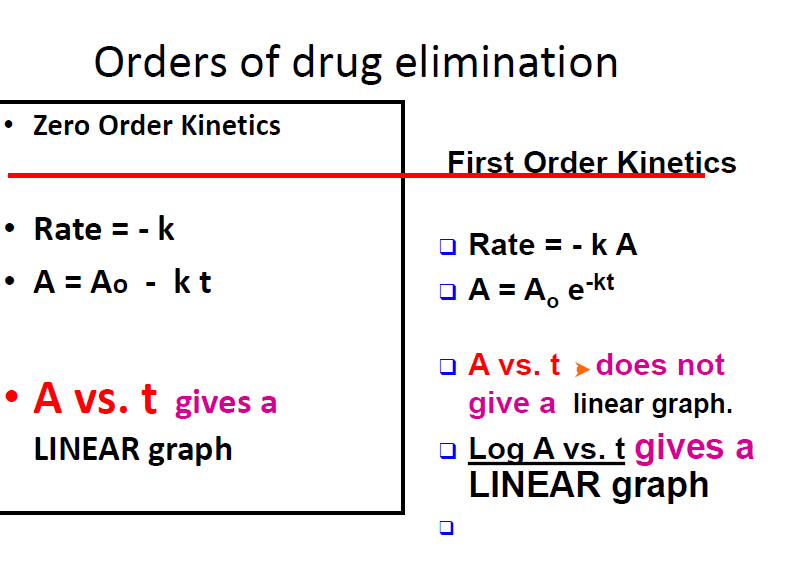 Orders of drug elimination
• Zero Order Kinetics
• Rate = - k
• A = Ao - k t
• A vs. t gives a
LINEAR graph
First Order Kinetics
❑ Rate = - k A
❑ A = Ao e-kt
❑ A vs. t ➤ does not
give a linear graph.
❑ Log A vs. t gives a
LINEAR graph
❑